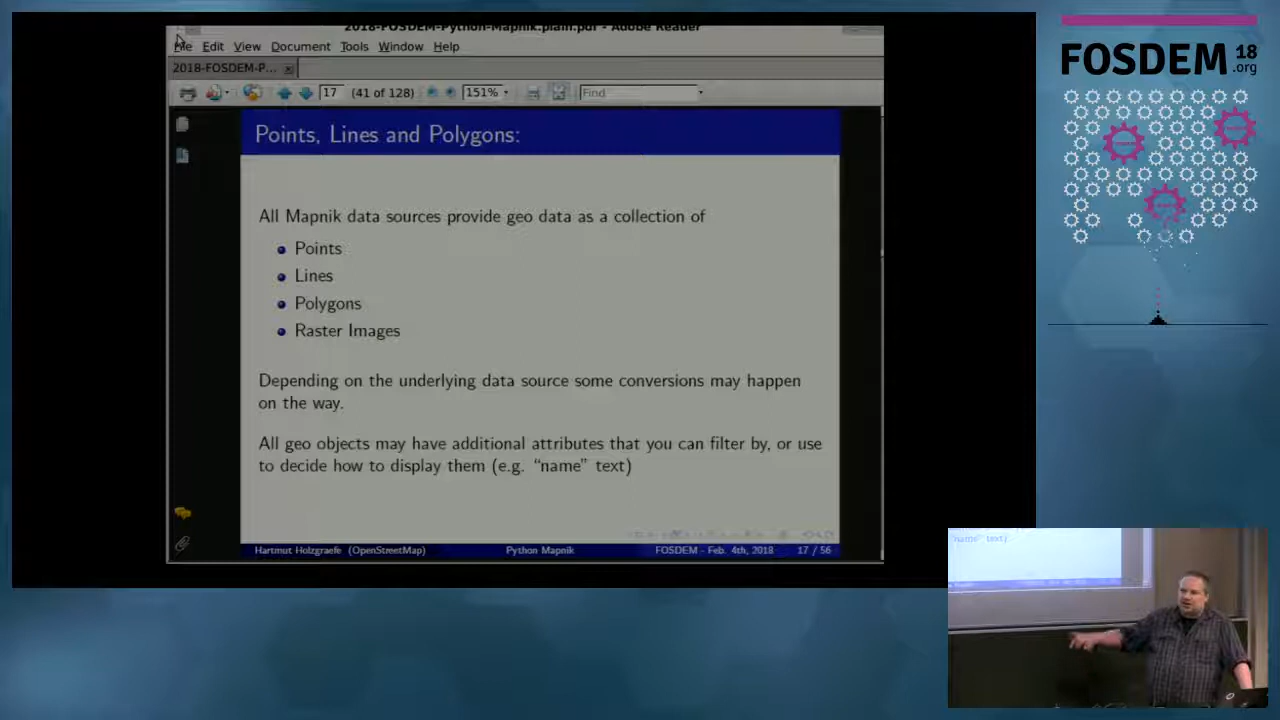 2018-FOSDEM-Python-Mapnik.plain.pdf - Adobe Reader
File Edit View Document Tools Window Help
2018-FOSDEM-P...
17 (41 of 128) 151% Find
Points, Lines and Polygons:
All Mapnik data sources provide geo data as a collection of
Points
Lines
Polygons
Raster Images
Depending on the underlying data source some conversions may happen
on the way.
All geo objects may have additional attributes that you can filter by, or use
to decide how to display them (e.g. “name” text)
Hartmut Holzgraefe (OpenStreetMap) Python Mapnik FOSDEM - Feb. 4th, 2018 17 / 56
FOSDEM 18
.org
"name" text)